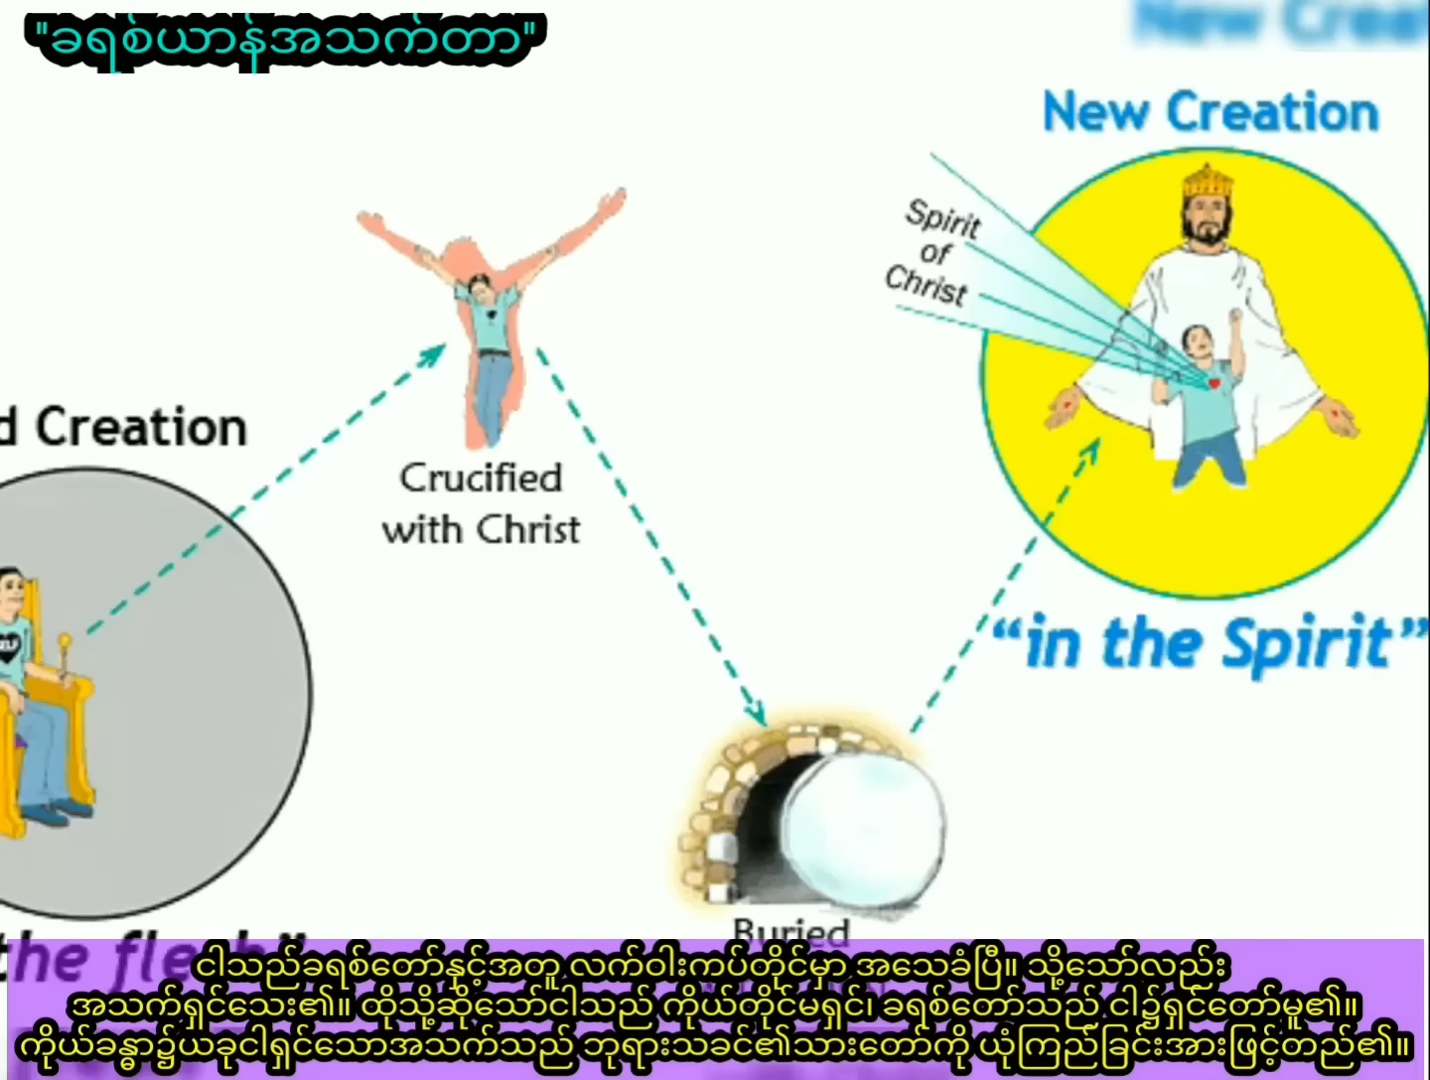 "ခရစ်ယာန်အသက်တာ"
New Creat
New Creation
Spirit
of
Christ
d Creation
Crucified
with Christ
"in the Spirit"
Buried
the flesh"
ငါသည်ခရစ်တော်နှင့်အတူ လက်ဝါးကပ်တိုင်မှာ အသေခံပြီ။ သို့သော်လည်း
အသက်ရှင်သေး၏။ ထိုသို့ဆိုသော်ငါသည် ကိုယ်တိုင်မရှင်၊ ခရစ်တော်သည် ငါ၌ရှင်တော်မူ၏။
ကိုယ်ခန္ဓာ၌ယခုငါရှင်သောအသက်သည် ဘုရားသခင်၏သားတော်ကို ယုံကြည်ခြင်းအားဖြင့်တည်၏။